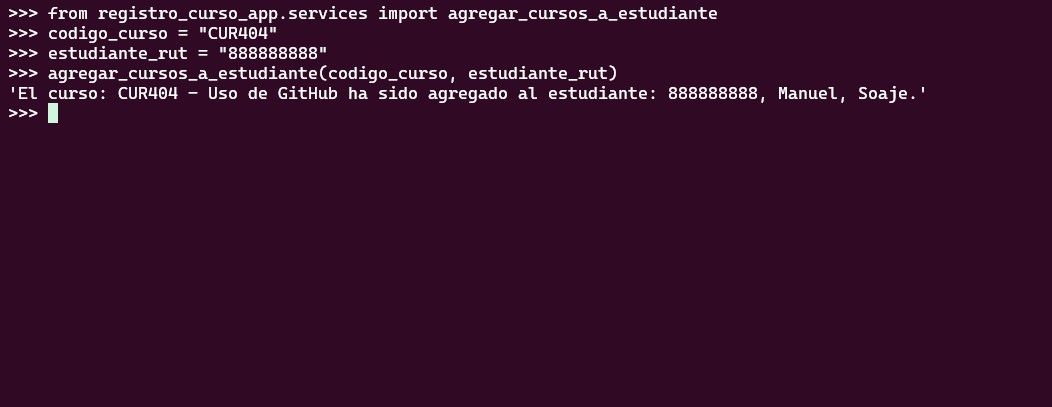 >>> from registro_curso_app.services import agregar_cursos_a_estudiante
>>> codigo_curso = "CUR404"
>>> estudiante_rut = "888888888"
>>> agregar_cursos_a_estudiante(codigo_curso, estudiante_rut)
'El curso: CUR404 - Uso de GitHub ha sido agregado al estudiante: 888888888, Manuel, Soaje.'
>>>